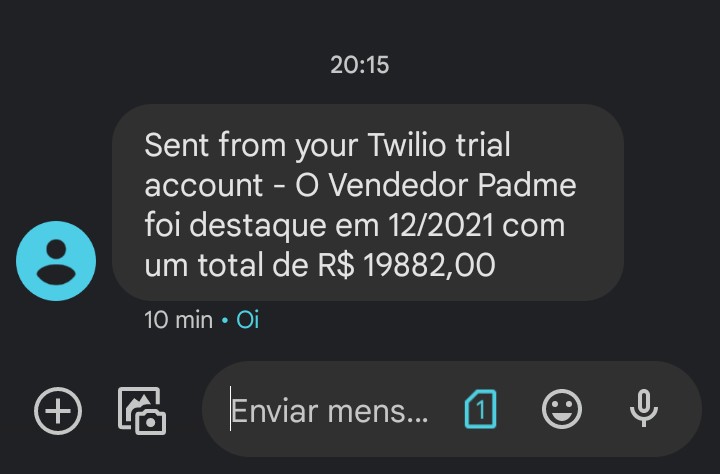 20:15
Sent from your Twilio trial
account - O Vendedor Padme
foi destaque em 12/2021 com
um total de R$ 19882,00
10 min • Oi
Enviar mens... 1